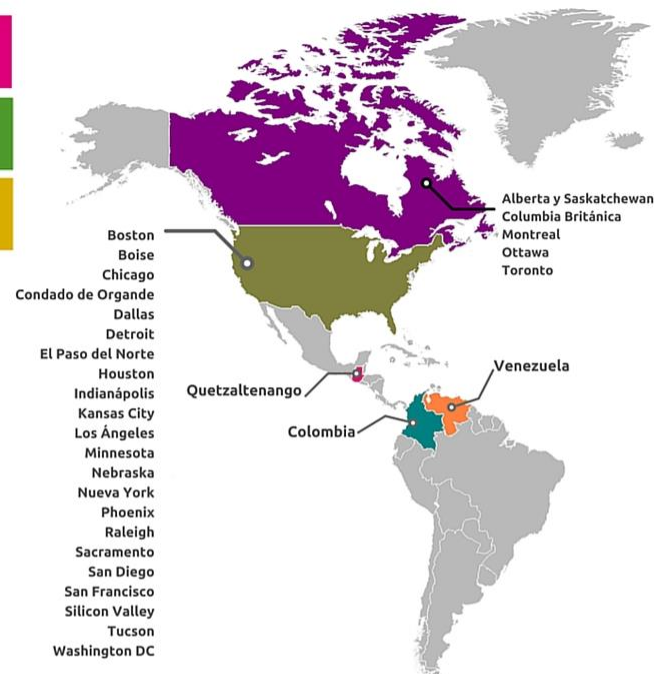 Alberta y Saskatchewan
Columbia Británica
Montreal
Ottawa
Toronto
Boston
Boise
Chicago
Condado de Organde
Dallas
Detroit
El Paso del Norte
Houston
Indianápolis
Kansas City
Los Ángeles
Minnesota
Nebraska
Nueva York
Phoenix
Raleigh
Sacramento
San Diego
San Francisco
Silicon Valley
Tucson
Washington DC
Quetzaltenango
Venezuela
Colombia